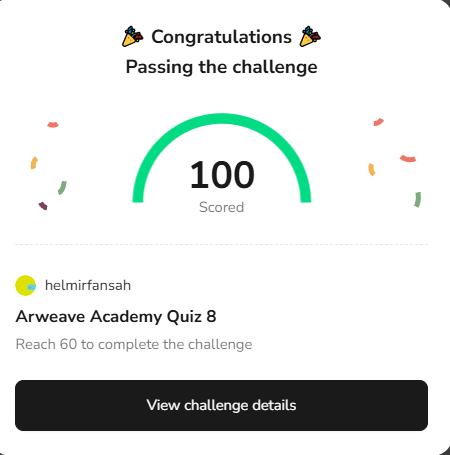 🎉 Congratulations 🎉
Passing the challenge
100
Scored
helmirfansah
Arweave Academy Quiz 8
Reach 60 to complete the challenge
View challenge details